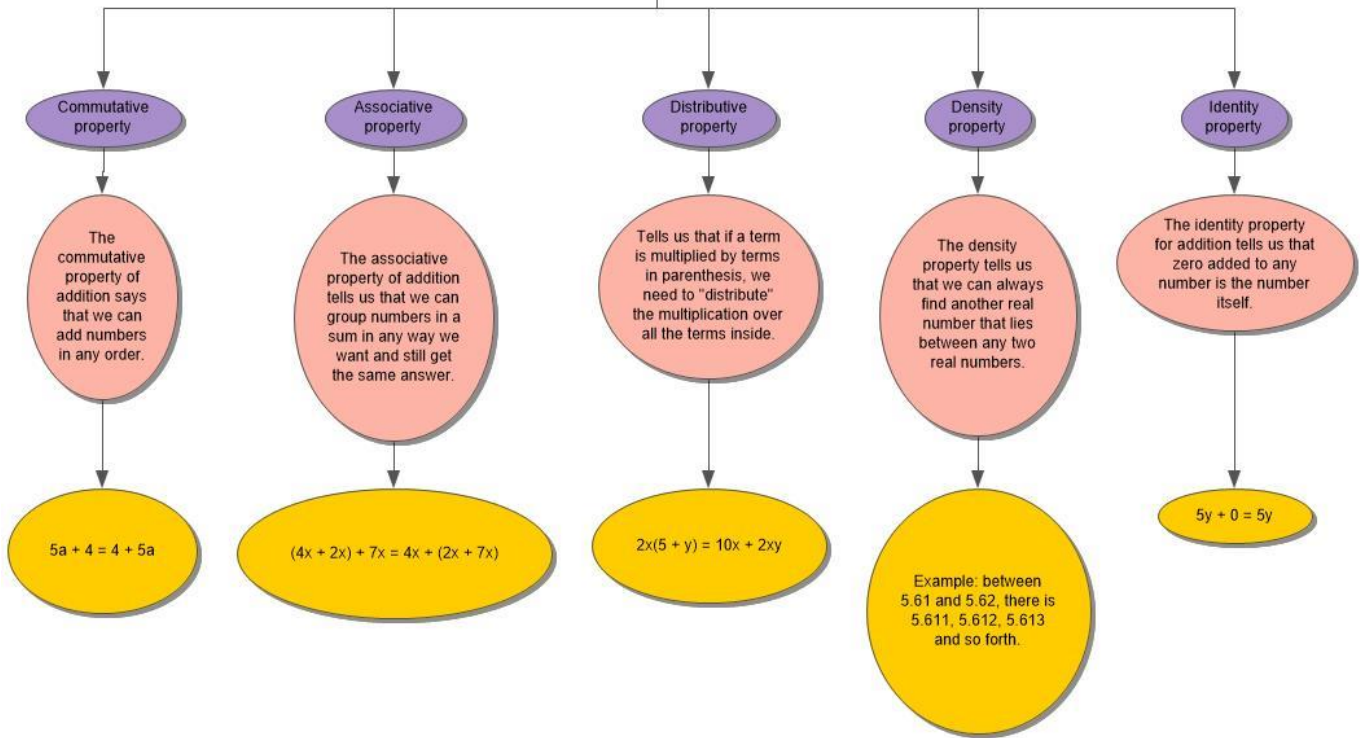 Commutative
property
Associative
property
Distributive
property
Density
property
Identity
property
The
commutative
property of
addition says
that we can
add numbers
in any order.
The associative
property of addition
tells us that we can
group numbers in a
sum in any way we
want and still get
the same answer.
Tells us that if a term
is multiplied by terms
in parenthesis, we
need to "distribute"
the multiplication over
all the terms inside.
The density
property tells us
that we can always
find another real
number that lies
between any two
real numbers.
The identity property
for addition tells us that
zero added to any
number is the number
itself.
5a + 4 = 4 + 5a
(4x + 2x) + 7x = 4x + (2x + 7x)
2x(5 + y) = 10x + 2xy
Example: between
5.61 and 5.62, there is
5.611, 5.612, 5.613
and so forth.
5y + 0 = 5y